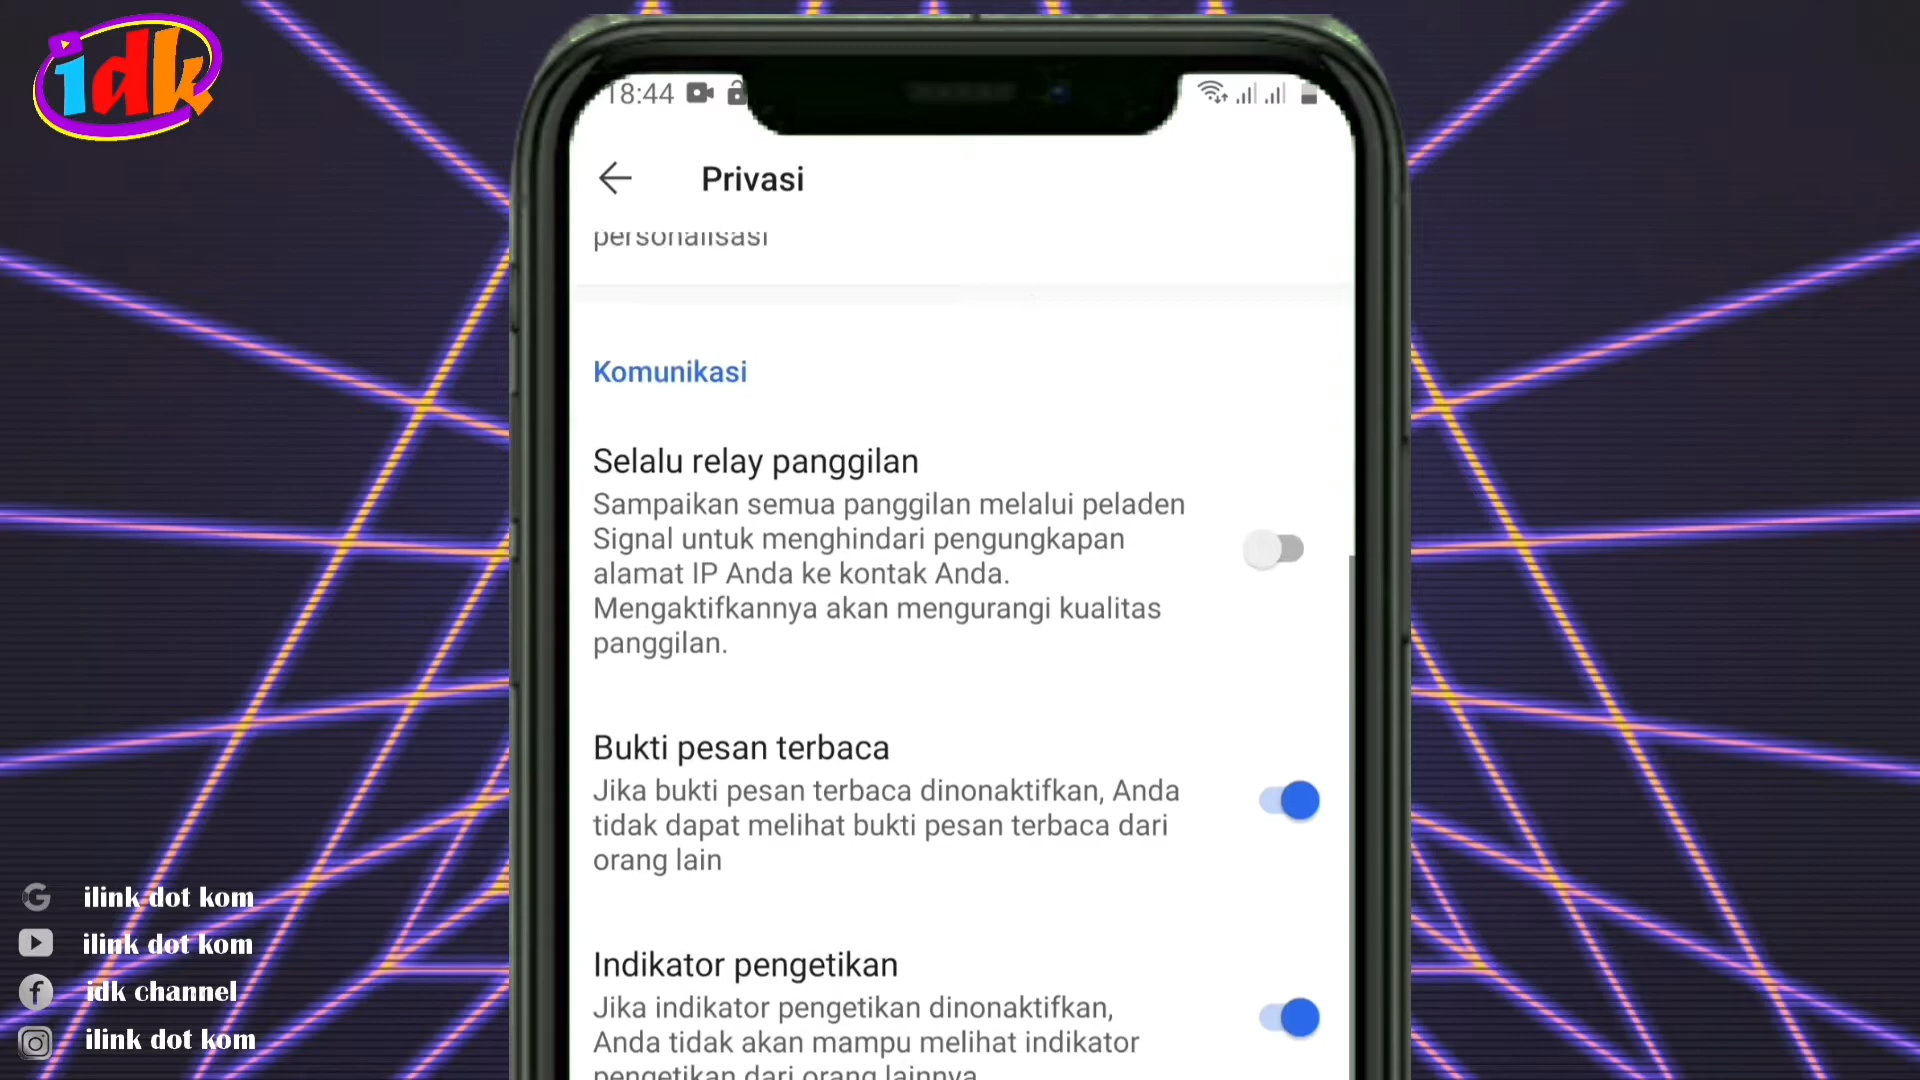 idk
18:44
Privasi
personalisasi
Komunikasi
Selalu relay panggilan
Sampaikan semua panggilan melalui peladen
Signal untuk menghindari pengungkapan
alamat IP Anda ke kontak Anda.
Mengaktifkannya akan mengurangi kualitas
panggilan.
Bukti pesan terbaca
Jika bukti pesan terbaca dinonaktifkan, Anda
tidak dapat melihat bukti pesan terbaca dari
orang lain
Indikator pengetikan
Jika indikator pengetikan dinonaktifkan,
Anda tidak akan mampu melihat indikator
pengetikan dari orang lainnya
ilink dot kom
ilink dot kom
idk channel
ilink dot kom